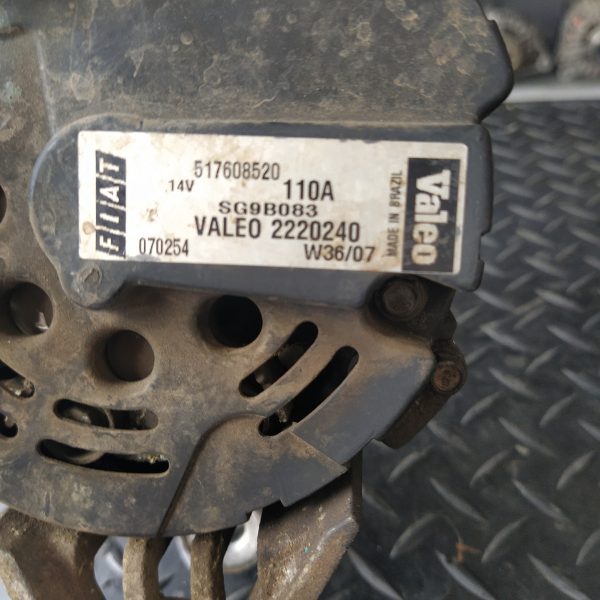 FIAT
517608520
14V 110A
SG9B083
VALEO 2220240
070254 W36/07
MADE IN BRAZIL
Valeo